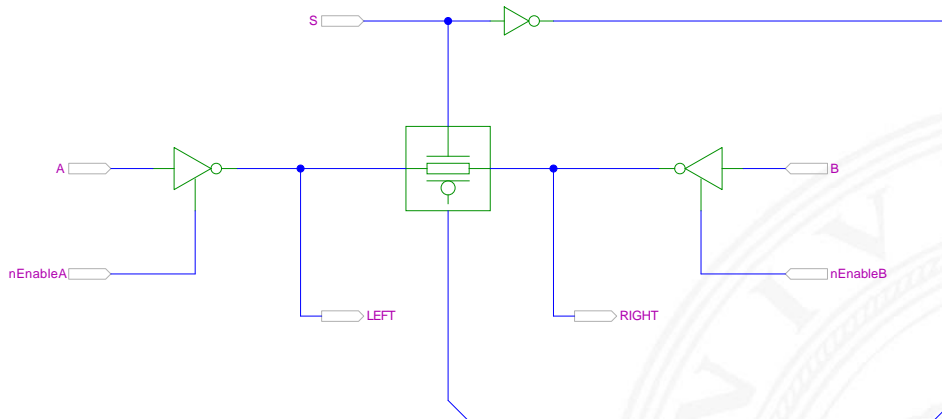 S
A
B
nEnableA
nEnableB
LEFT
RIGHT
V I V